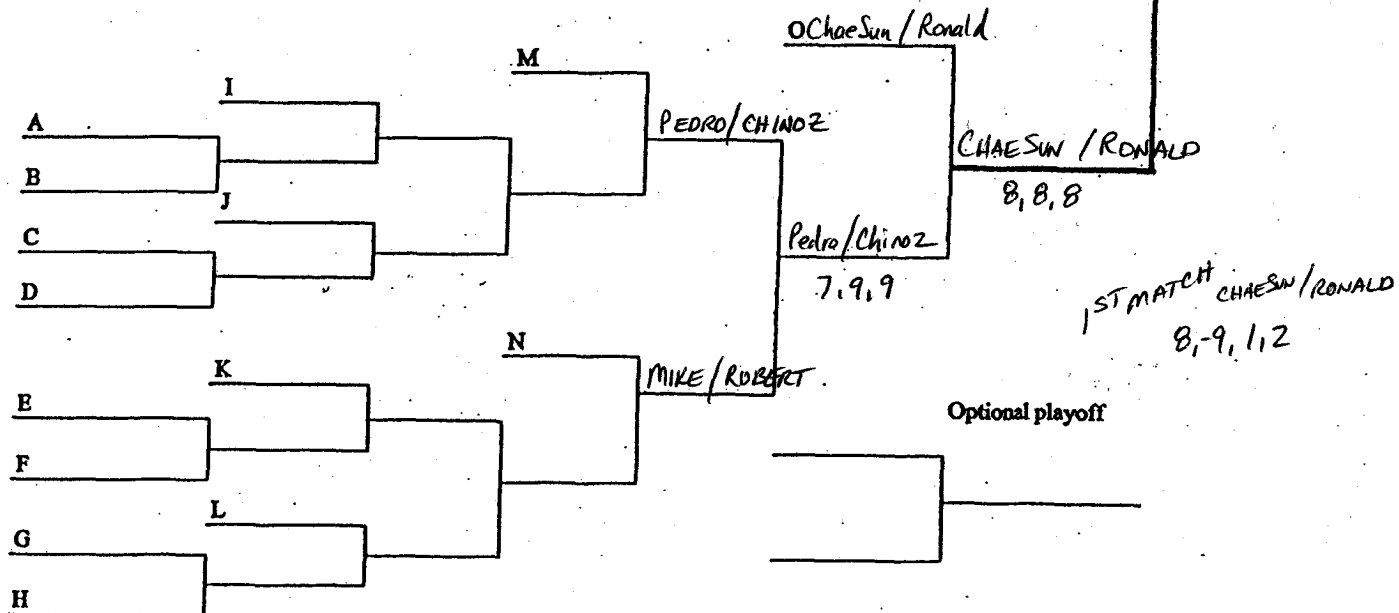 OChaeSun / Ronald
M
I
A
PEDRO/CHINOZ
CHAESUN / RONALD
B
8, 8, 8
J
C
Pedro/Chinoz
D
7, 9, 9
1ST MATCH CHAESUN/RONALD
8, -9, 1, 2
N
K
MIKE / ROBERT.
E
Optional playoff
F
L
G
H